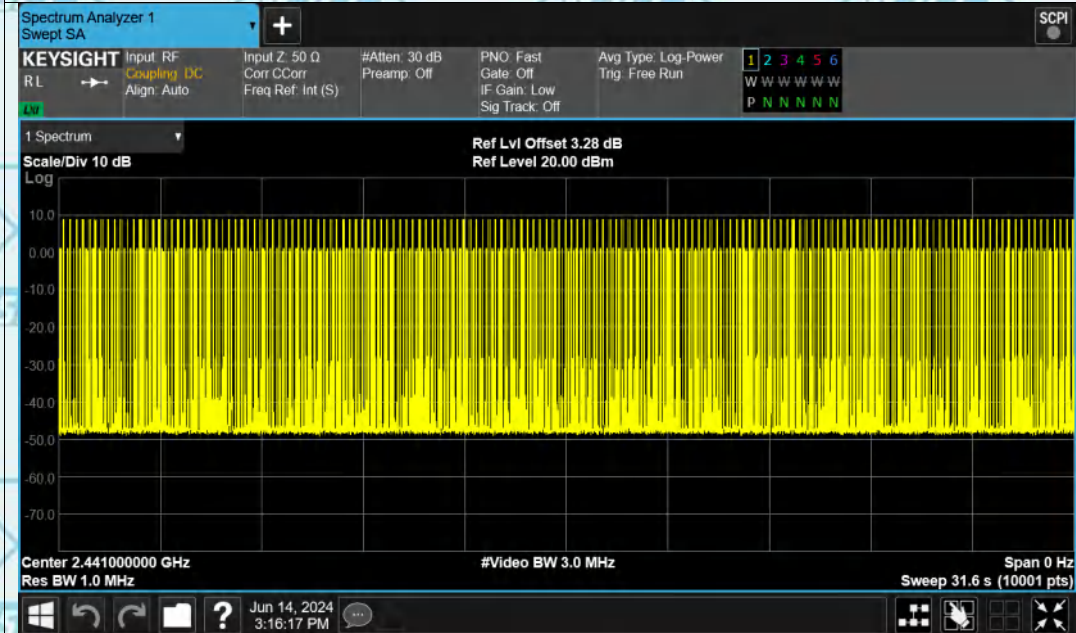 Spectrum Analyzer 1
Swept SA
+
SCPI
KEYSIGHT
RL
LXI
Input: RF
Coupling: DC
Align: Auto
Input Z: 50 Ω
Corr CCorr
Freq Ref: Int (S)
#Atten: 30 dB
Preamp: Off
PNO: Fast
Gate: Off
IF Gain: Low
Sig Track: Off
Avg Type: Log-Power
Trig: Free Run
1 2 3 4 5 6
W W W W W W
P N N N N N
1 Spectrum
Scale/Div 10 dB
Ref Lvl Offset 3.28 dB
Ref Level 20.00 dBm
Log
10.0
0.00
-10.0
-20.0
-30.0
-40.0
-50.0
-60.0
-70.0
Center 2.441000000 GHz
#Video BW 3.0 MHz
Span 0 Hz
Res BW 1.0 MHz
Sweep 31.6 s (10001 pts)
?
Jun 14, 2024
3:16:17 PM